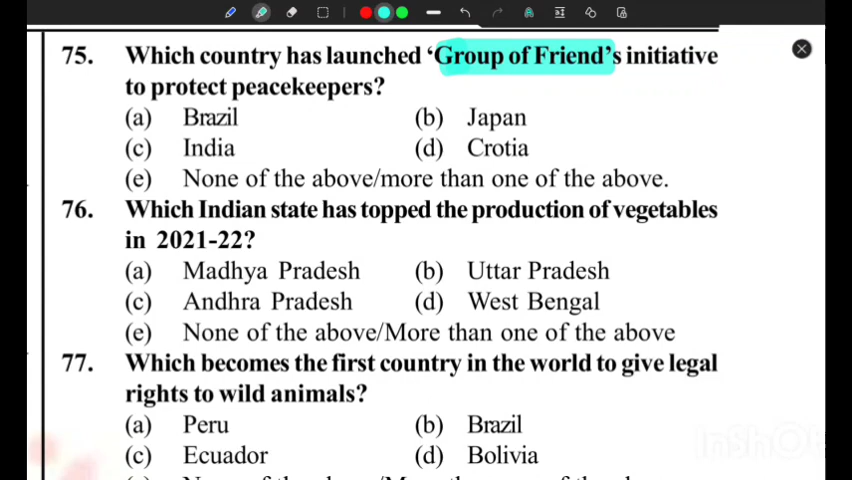 75. Which country has launched ‘Group of Friend’s initiative
to protect peacekeepers?
(a) Brazil (b) Japan
(c) India (d) Crotia
(e) None of the above/more than one of the above.
76. Which Indian state has topped the production of vegetables
in 2021-22?
(a) Madhya Pradesh (b) Uttar Pradesh
(c) Andhra Pradesh (d) West Bengal
(e) None of the above/More than one of the above
77. Which becomes the first country in the world to give legal
rights to wild animals?
(a) Peru (b) Brazil
(c) Ecuador (d) Bolivia